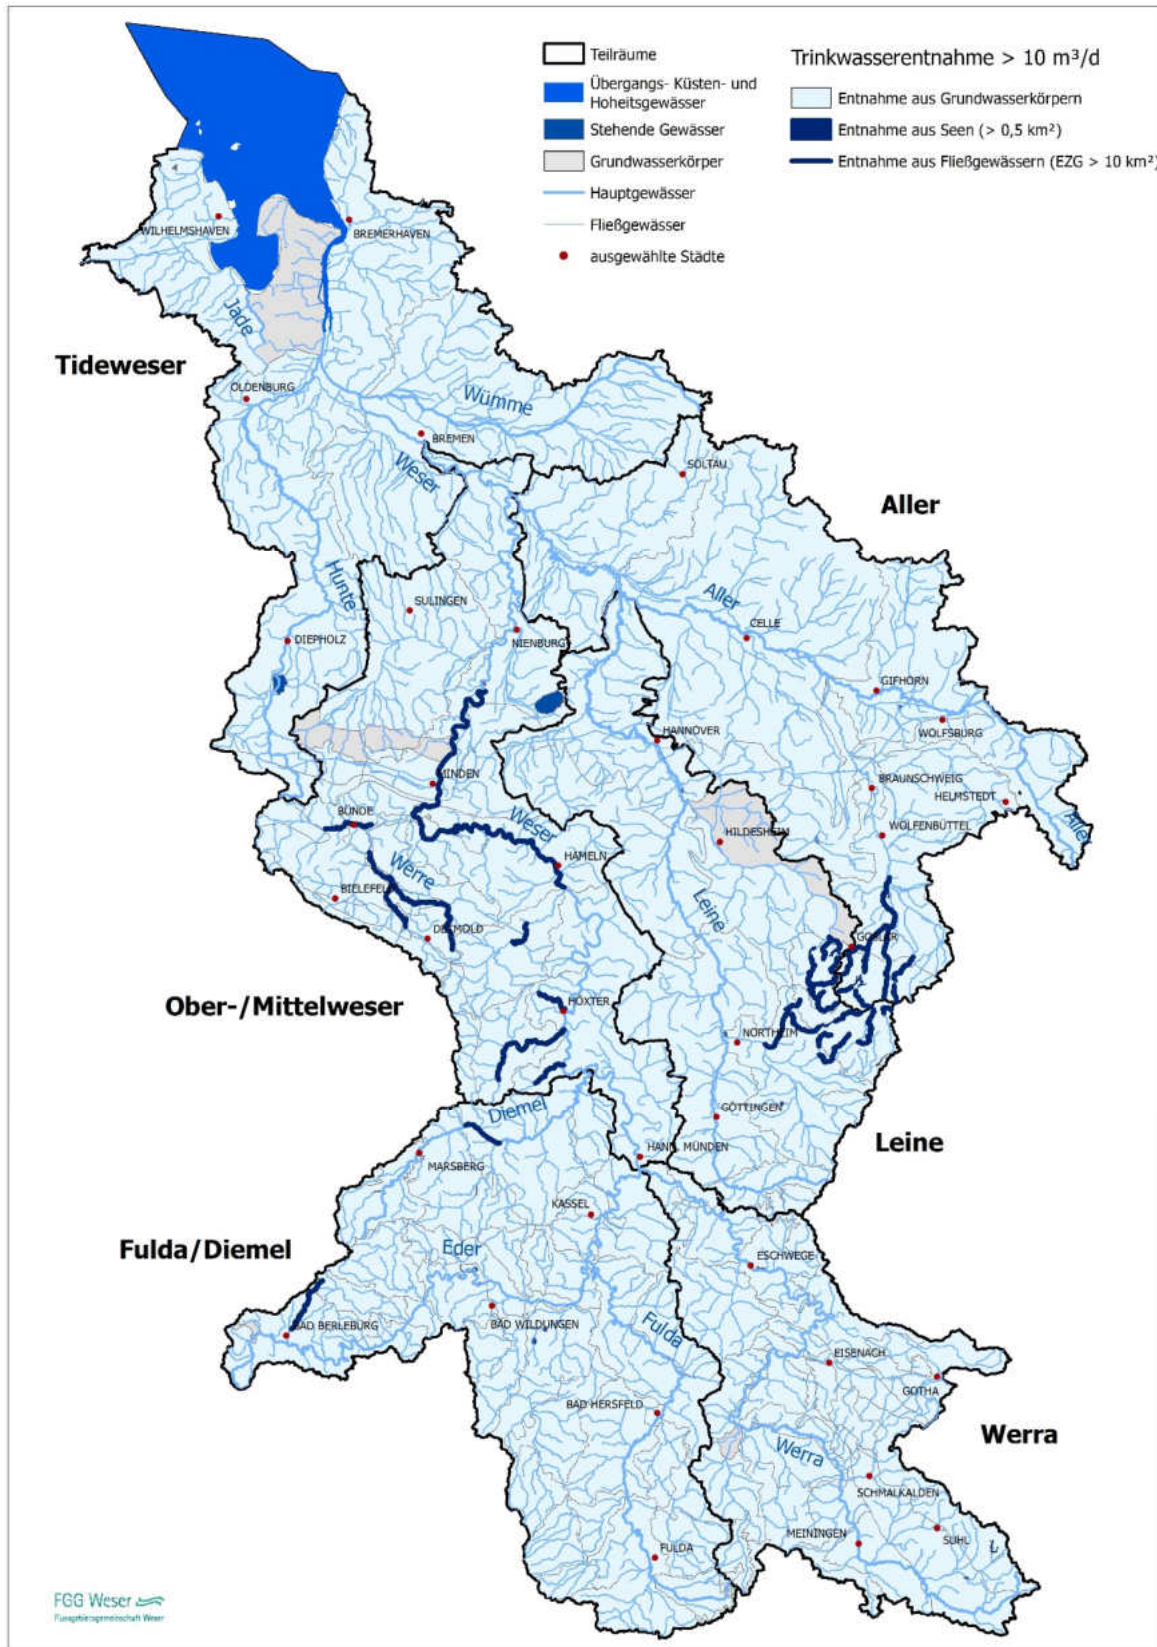 Teilräume
Übergangs- Küsten- und
Hoheitsgewässer
Stehende Gewässer
Grundwasserkörper
Hauptgewässer
Fließgewässer
ausgewählte Städte
Trinkwasserentnahme > 10 m³/d
Entnahme aus Grundwasserkörpern
Entnahme aus Seen (> 0,5 km²)
Entnahme aus Fließgewässern (EZG > 10 km²)
WILHELMSHAVEN
BREMERHAVEN
Jade
Tideweser
OLDENBURG
Wümme
BREMEN
Weser
SOLTAU
Aller
Hunte
SULINGEN
Aller
CELLE
DIEPHOLZ
NIENBURG
GIFHORN
WOLFSBURG
HANNOVER
MINDEN
BRAUNSCHWEIG
HELMSTEDT
BÜNDE
Weser
HILDESHEIM
WOLFENBÜTTEL
Aller
HAMELN
Werre
BIELEFELD
Leine
DETMOLD
GOSLAR
Ober-/Mittelweser
HÖXTER
NORTHEIM
Diemel
GÖTTINGEN
Leine
MARSBERG
HANN. MÜNDEN
KASSEL
Fulda/Diemel
Eder
ESCHWEGE
BAD BERLEBURG
BAD WILDUNGEN
Fulda
EISENACH
GOTHA
BAD HERSFELD
Werra
Werra
SCHMALKALDEN
MEININGEN
SUHL
FULDA
FGG Weser
Flussgebietsgemeinschaft Weser